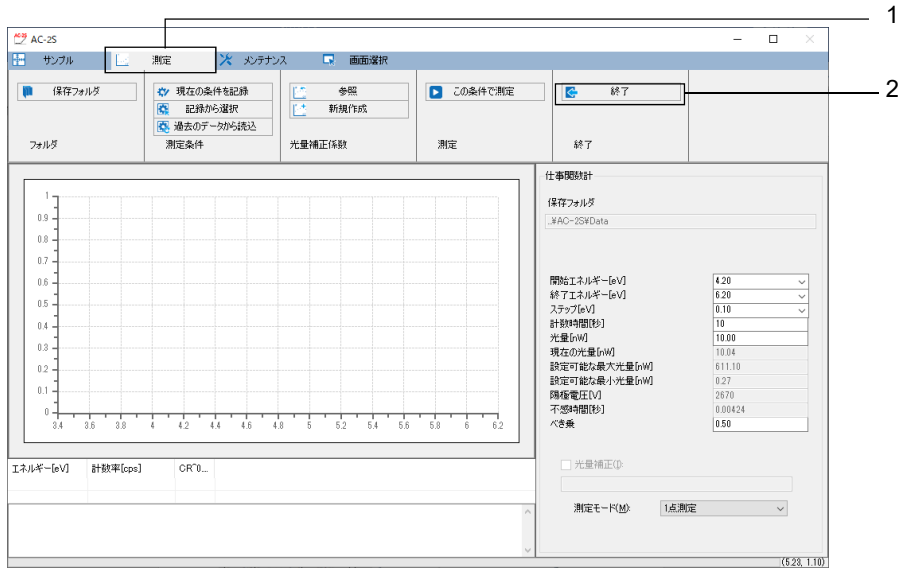 1
AC-2S
サンプル 測定 メンテナンス 画面選択
保存フォルダ 現在の条件を記録 参照 この条件で測定 終了 2
記録から選択 新規作成
過去のデータから読込
フォルダ 測定条件 光量補正係数 測定 終了
仕事関数計
保存フォルダ
..¥AC-2S¥Data
1
0.9
0.8
0.7
0.6
0.5
0.4
0.3
0.2
0.1
0
3.4 3.6 3.8 4 4.2 4.4 4.6 4.8 5 5.2 5.4 5.6 5.8 6 6.2
開始エネルギー[eV] 4.20
終了エネルギー[eV] 6.20
ステップ[eV] 0.10
計数時間[秒] 10
光量[nW] 10.00
現在の光量[nW] 10.04
設定可能な最大光量[nW] 611.10
設定可能な最小光量[nW] 0.27
陽極電圧[V] 2670
不感時間[秒] 0.00424
べき乗 0.50
エネルギー[eV] 計数率[cps] CR^0...
光量補正(I):
測定モード(M): 1点測定
(5.23, 1.10)